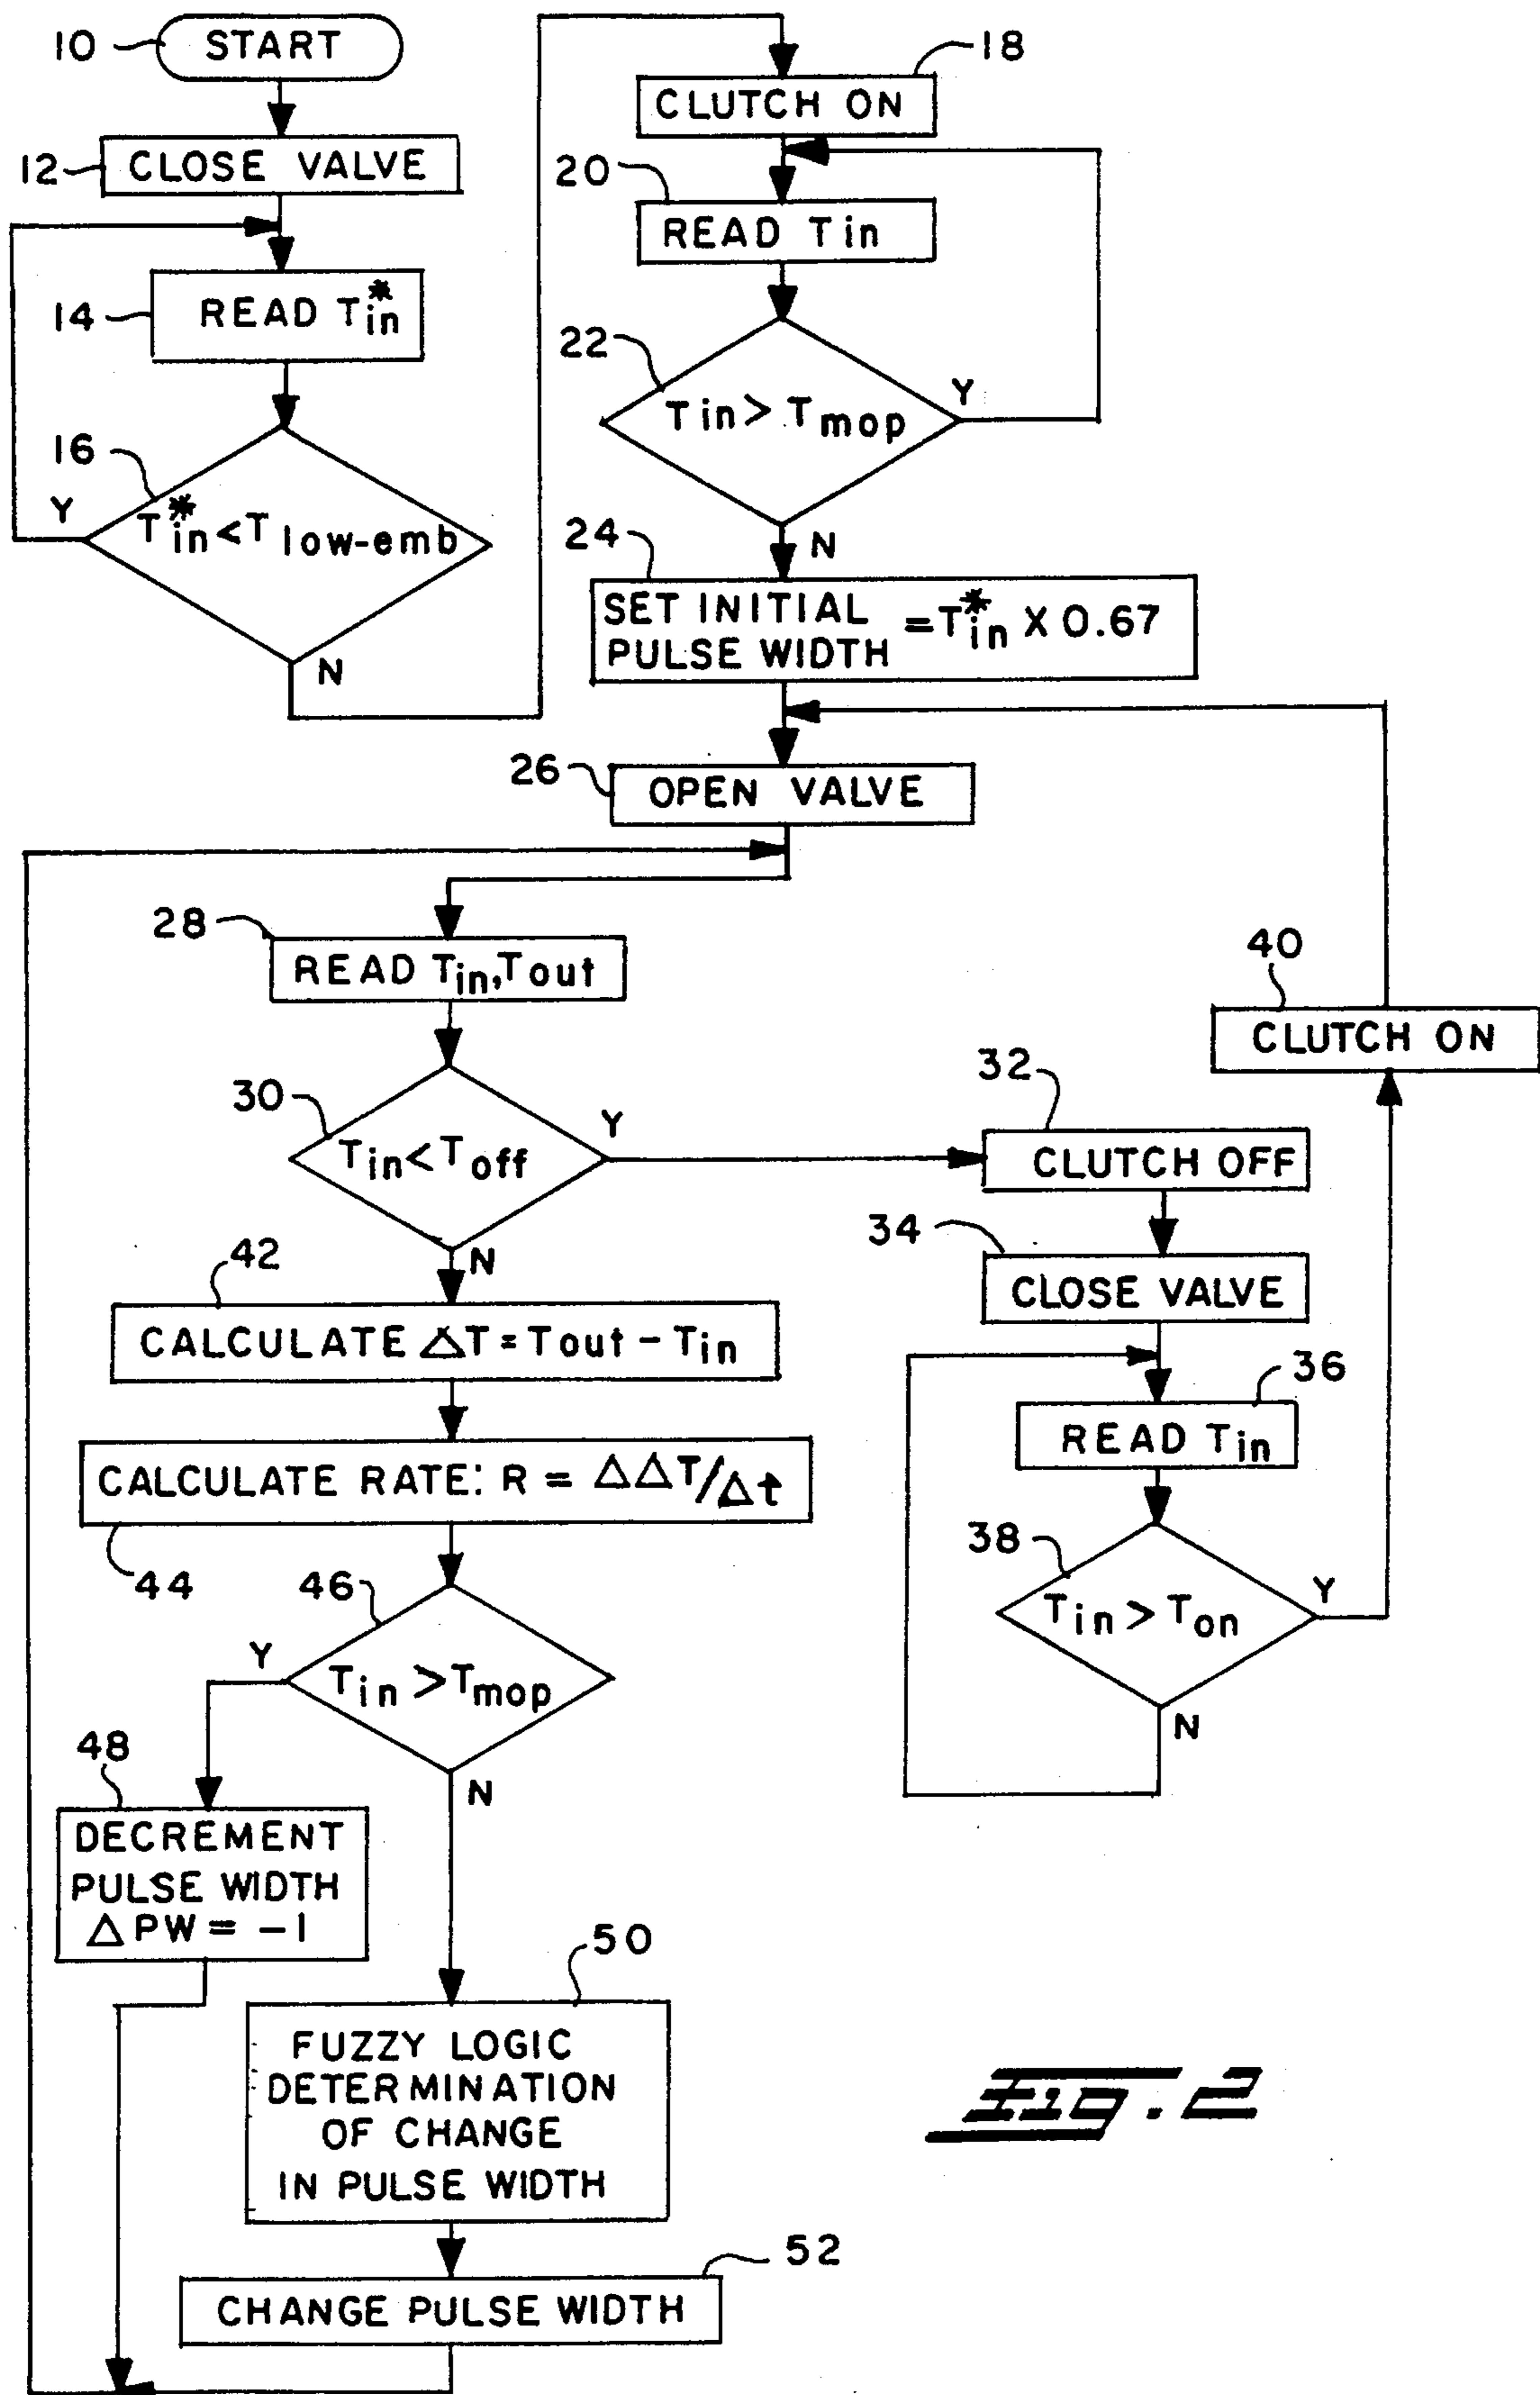 10
START
12
CLOSE VALVE
14
READ T*in
16
T*in<Tlow-emb
Y
N
18
CLUTCH ON
20
READ Tin
22
Tin> Tmop
Y
N
24
SET INITIAL
PULSE WIDTH =T*in X 0.67
26
OPEN VALVE
28
READ Tin,Tout
30
Tin<Toff
Y
N
32
CLUTCH OFF
34
CLOSE VALVE
36
READ Tin
38
Tin > Ton
Y
N
40
CLUTCH ON
42
CALCULATE ΔT=Tout-Tin
44
CALCULATE RATE: R = ΔΔT/Δt
46
Tin >Tmop
Y
N
48
DECREMENT
PULSE WIDTH
Δ PW = -1
50
FUZZY LOGIC
DETERMINATION
OF CHANGE
IN PULSE WIDTH
52
CHANGE PULSE WIDTH
Fig. 2